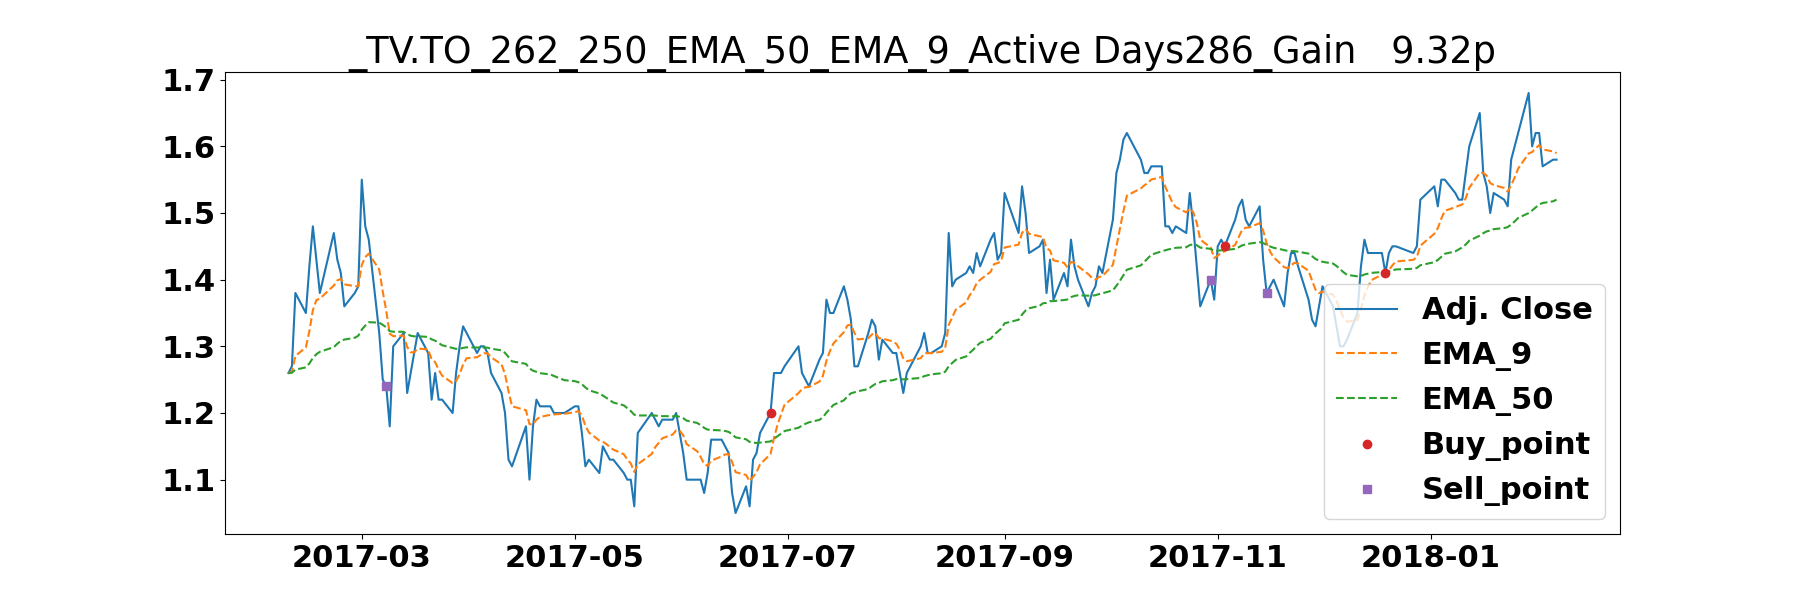 _TV.TO_262_250_EMA_50_EMA_9_Active Days286_Gain   9.32p
1.7
1.6
1.5
1.4
1.3
1.2
1.1
Adj. Close
EMA_9
EMA_50
Buy_point
Sell_point
2017-03 2017-05 2017-07 2017-09 2017-11 2018-01